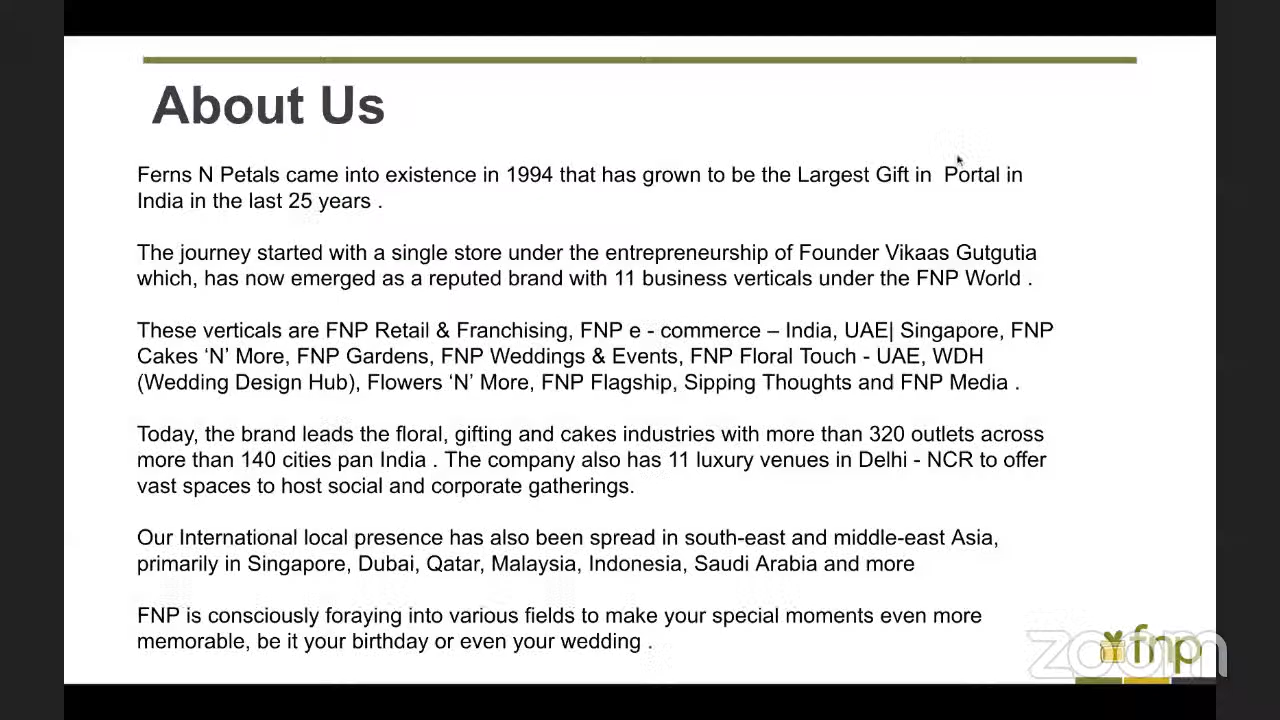 About Us
Ferns N Petals came into existence in 1994 that has grown to be the Largest Gift in  Portal in
India in the last 25 years .
The journey started with a single store under the entrepreneurship of Founder Vikaas Gutgutia
which, has now emerged as a reputed brand with 11 business verticals under the FNP World .
These verticals are FNP Retail & Franchising, FNP e - commerce – India, UAE| Singapore, FNP
Cakes ‘N’ More, FNP Gardens, FNP Weddings & Events, FNP Floral Touch - UAE, WDH
(Wedding Design Hub), Flowers ‘N’ More, FNP Flagship, Sipping Thoughts and FNP Media .
Today, the brand leads the floral, gifting and cakes industries with more than 320 outlets across
more than 140 cities pan India . The company also has 11 luxury venues in Delhi - NCR to offer
vast spaces to host social and corporate gatherings.
Our International local presence has also been spread in south-east and middle-east Asia,
primarily in Singapore, Dubai, Qatar, Malaysia, Indonesia, Saudi Arabia and more
FNP is consciously foraying into various fields to make your special moments even more
memorable, be it your birthday or even your wedding .
fnp
zoom